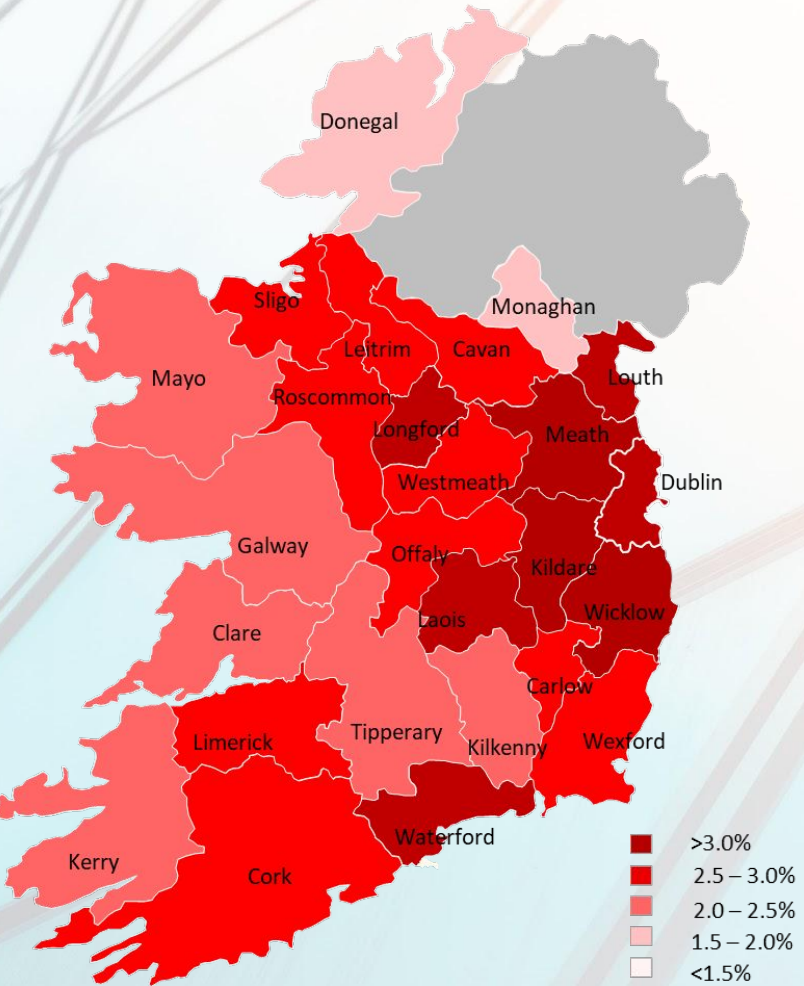 Donegal
Monaghan
Sligo
Leitrim
Cavan
Mayo
Louth
Roscommon
Longford
Meath
Westmeath
Dublin
Galway
Offaly
Kildare
Laois
Wicklow
Clare
Carlow
Tipperary
Limerick
Kilkenny
Wexford
Waterford
Kerry
Cork
>3.0%
2.5 – 3.0%
2.0 – 2.5%
1.5 – 2.0%
<1.5%